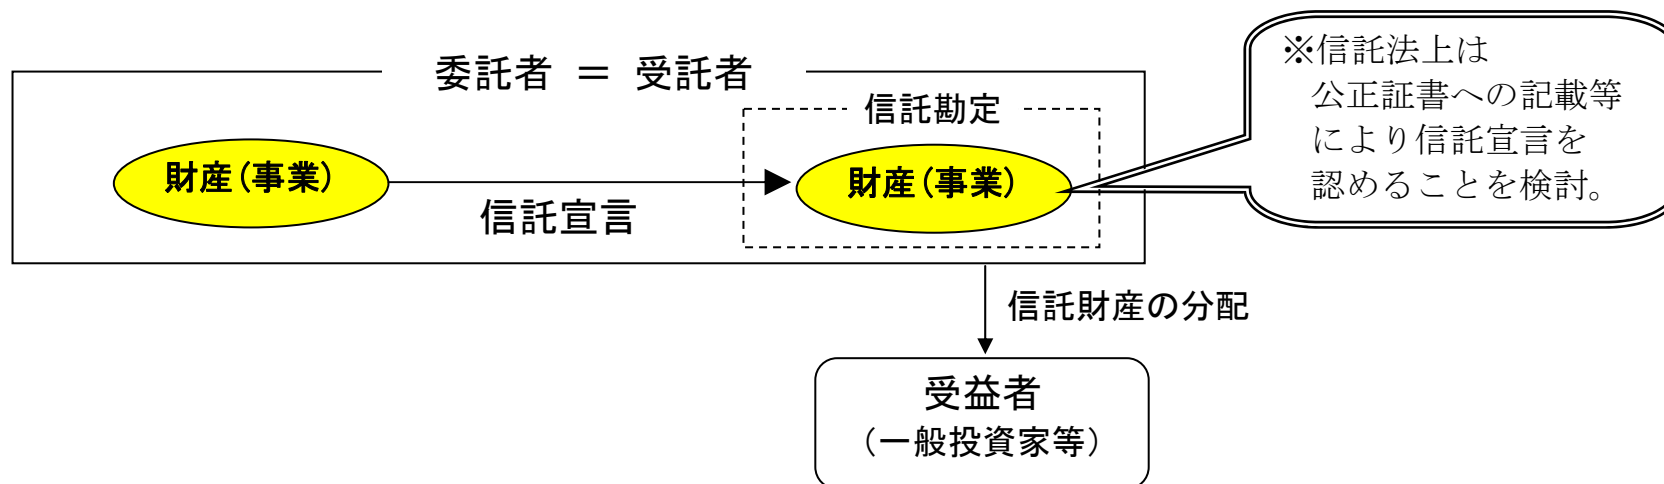 委託者 = 受託者
信託勘定
財産(事業)
信託宣言
財産(事業)
※信託法上は
公正証書への記載等
により信託宣言を
認めることを検討。
信託財産の分配
受益者
(一般投資家等)